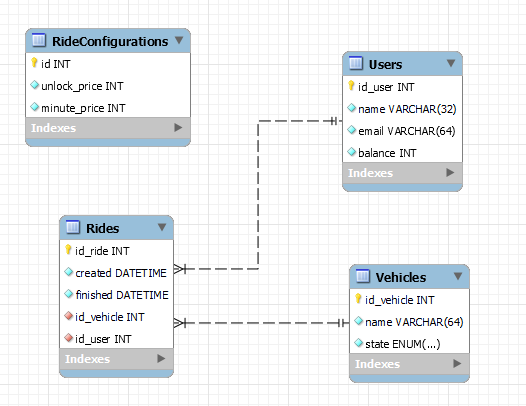 RideConfigurations
id INT
unlock_price INT
minute_price INT
Indexes
Users
id_user INT
name VARCHAR(32)
email VARCHAR(64)
balance INT
Indexes
Rides
id_ride INT
created DATETIME
finished DATETIME
id_vehicle INT
id_user INT
Indexes
Vehicles
id_vehicle INT
name VARCHAR(64)
state ENUM(...)
Indexes